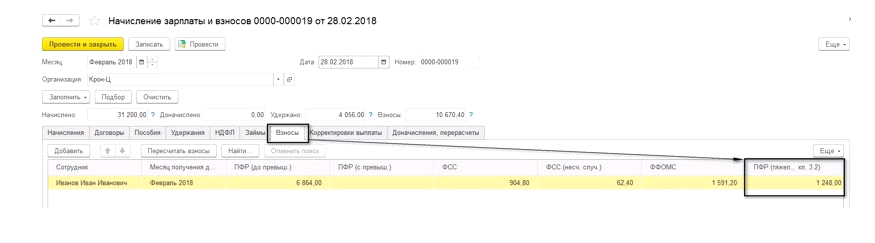 Начисление зарплаты и взносов 0000-000019 от 28.02.2018
Провести и закрыть Записать Провести Еще
Месяц: Февраль 2018 Дата: 28.02.2018 Номер: 0000-000019
Организация: Крон-Ц
Заполнить Подбор Очистить
Начислено: 31 200,00 ? Доначислено: 0,00 Удержано: 4 056,00 ? Взносы: 10 670,40 ?
Начисления Договоры Пособия Удержания НДФЛ Займы Взносы Корректировки выплаты Доначисления, перерасчеты
Добавить Пересчитать взносы Найти... Отменить поиск Еще
Сотрудник Месяц получения д... ПФР (до превыш.) ПФР (с превыш.) ФСС ФСС (несч. случ.) ФФОМС ПФР (тяжел., кл. 3.2)
Иванов Иван Иванович Февраль 2018 6 864,00 904,80 62,40 1 591,20 1 248,00